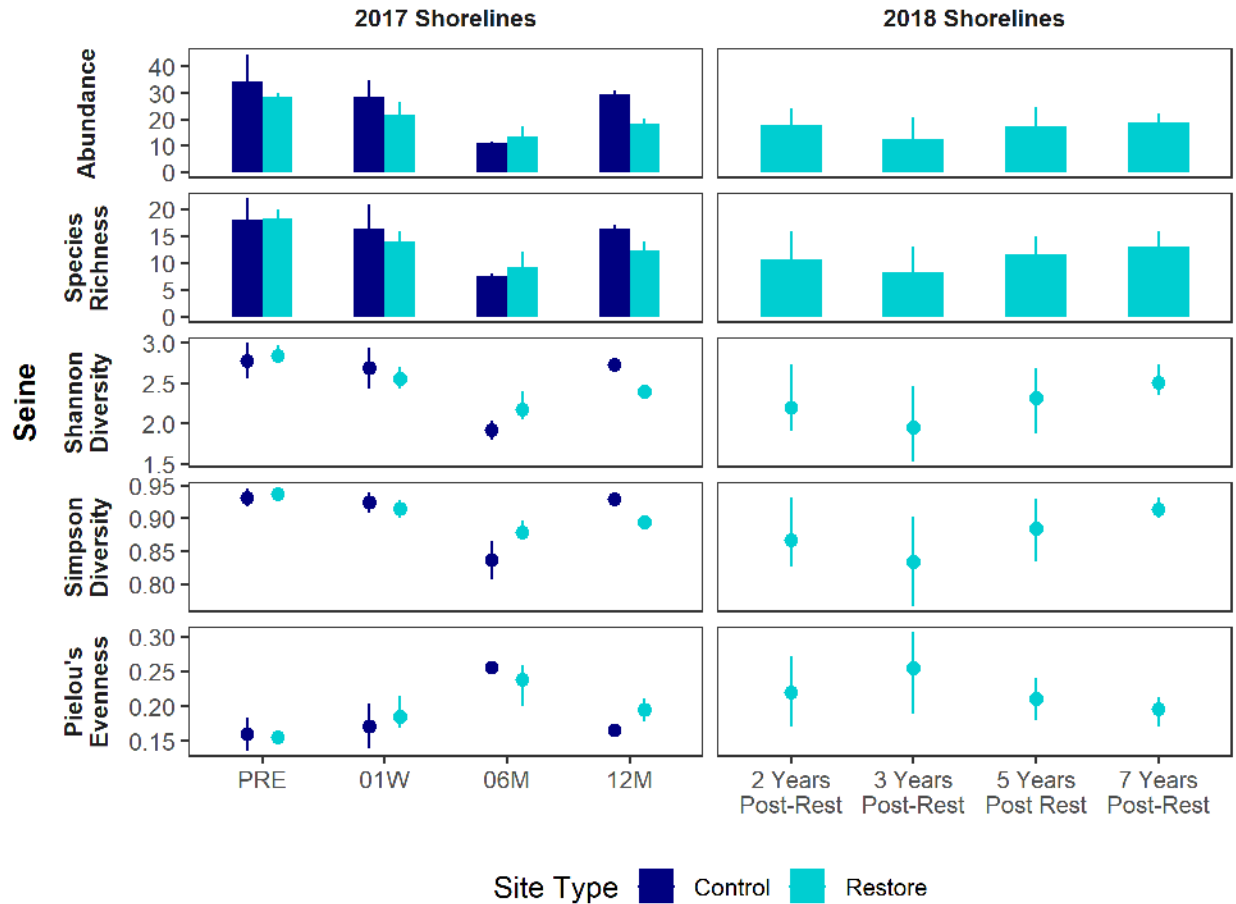 2017 Shorelines
2018 Shorelines
Seine
Abundance
40
30
20
10
0
Species
Richness
20
15
10
5
0
Shannon
Diversity
3.0
2.5
2.0
1.5
Simpson
Diversity
0.95
0.90
0.85
0.80
Pielou's
Evenness
0.30
0.25
0.20
0.15
PRE
01W
06M
12M
2 Years
Post-Rest
3 Years
Post-Rest
5 Years
Post Rest
7 Years
Post-Rest
Site Type
Control
Restore